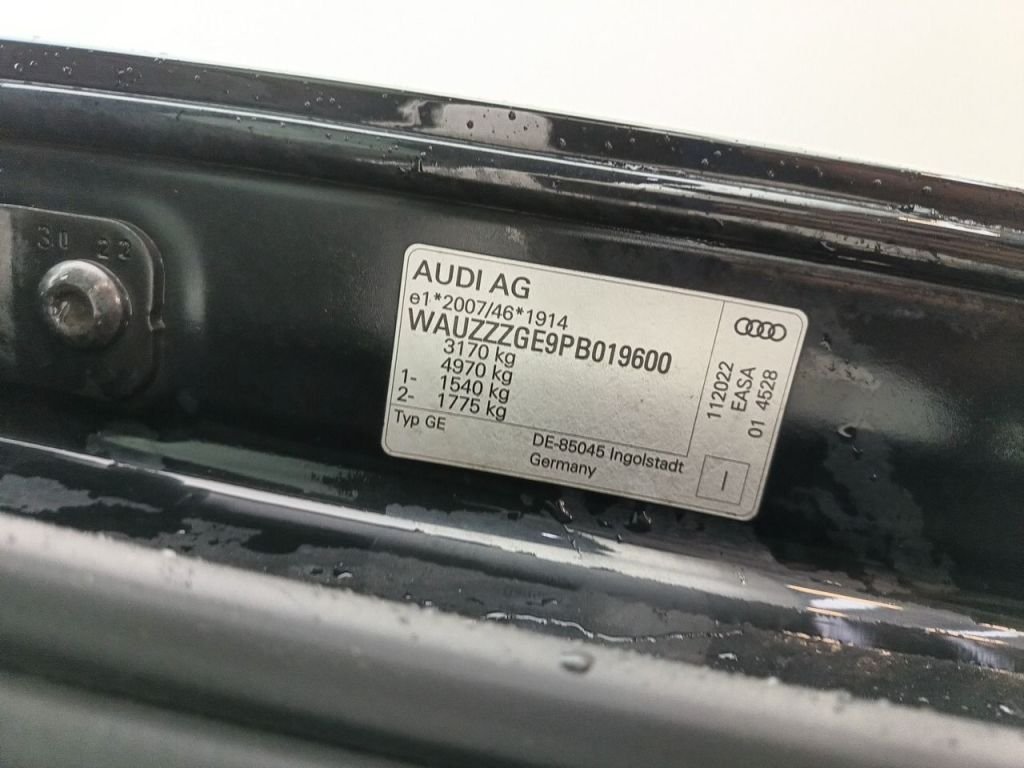 30 22
AUDI AG
e1*2007/46*1914
WAUZZZGE9PB019600
3170 kg
4970 kg
1- 1540 kg
2- 1775 kg
Typ GE
DE-85045 Ingolstadt
Germany
112022
EASA
01 4528
I